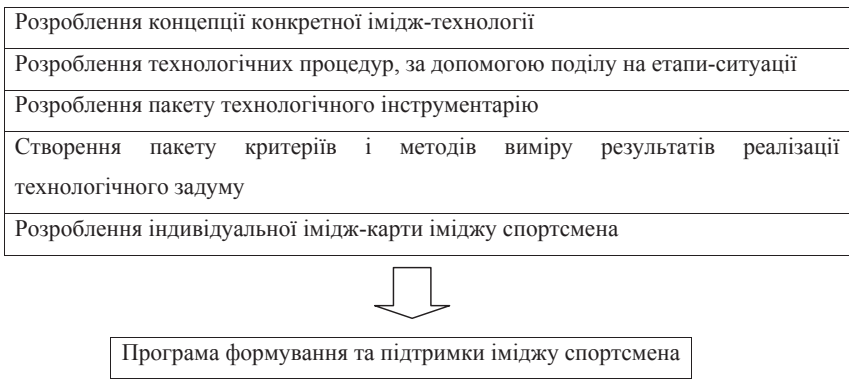 Розроблення концепції конкретної імідж-технології
Розроблення технологічних процедур, за допомогою поділу на етапи-ситуації
Розроблення пакету технологічного інструментарію
Створення пакету критеріїв і методів виміру результатів реалізації
технологічного задуму
Розроблення індивідуальної імідж-карти іміджу спортсмена
Програма формування та підтримки іміджу спортсмена